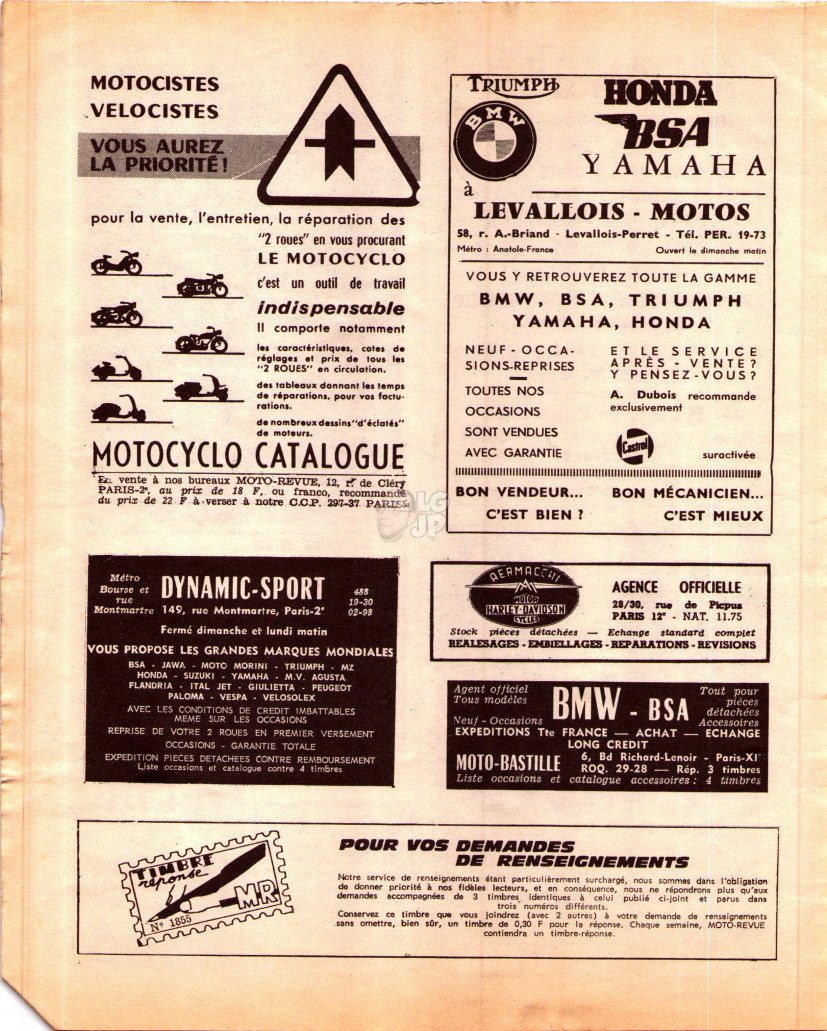 MOTOCISTES
VELOCISTES
VOUS AUREZ
LA PRIORITÉ!
pour la vente, l'entretien, la réparation des
"2 roues" en vous procurant
LE MOTOCYCLO
c'est un outil de travail
indispensable
Il comporte notamment
les caractéristiques, cotes de
réglages et prix de tous les
"2 ROUES" en circulation.
des tableaux donnant les temps
de réparations, pour vos factu-
rations.
de nombreux dessins "d'éclatés"
de moteurs.
MOTOCYCLO CATALOGUE
En vente à nos bureaux MOTO-REVUE, 12, r. de Cléry
PARIS-2e, au prix de 18 F, ou franco, recommandé
du prix de 22 F à verser à notre C.C.P. 297-37 PARIS.
LG
JP
TRIUMPH
BMW
HONDA
BSA
YAMAHA
à
LEVALLOIS - MOTOS
58, r. A.-Briand - Levallois-Perret - Tél. PER. 19-73
Métro : Anatole-France Ouvert le dimanche matin
VOUS Y RETROUVEREZ TOUTE LA GAMME
BMW, BSA, TRIUMPH
YAMAHA, HONDA
NEUF - OCCA-
SIONS-REPRISES
TOUTES NOS
OCCASIONS
SONT VENDUES
AVEC GARANTIE
ET LE SERVICE
APRÈS - VENTE?
Y PENSEZ-VOUS?
A. Dubois recommande
exclusivement
Castrol
suractivée
BON VENDEUR...
C'EST BIEN ?
BON MÉCANICIEN...
C'EST MIEUX
Métro
Bourse et
rue
Montmartre
DYNAMIC-SPORT
149, rue Montmartre, Paris-2e
488
19-30
02-98
Fermé dimanche et lundi matin
VOUS PROPOSE LES GRANDES MARQUES MONDIALES
BSA - JAWA - MOTO MORINI - TRIUMPH - MZ
HONDA - SUZUKI - YAMAHA - M.V. AGUSTA
FLANDRIA - ITAL JET - GIULIETTA - PEUGEOT
PALOMA - VESPA - VELOSOLEX
AVEC LES CONDITIONS DE CREDIT IMBATTABLES
MEME SUR LES OCCASIONS
REPRISE DE VOTRE 2 ROUES EN PREMIER VERSEMENT
OCCASIONS - GARANTIE TOTALE
EXPEDITION PIECES DETACHEES CONTRE REMBOURSEMENT
Liste occasions et catalogue contre 4 timbres
AERMACCHI
MOTOR
HARLEY-DAVIDSON
CYCLES
AGENCE OFFICIELLE
28/30, rue de Picpus
PARIS 12e - NAT. 11.75
Stock pièces détachées — Echange standard complet
REALESAGES - EMBIELLAGES - REPARATIONS - REVISIONS
Agent officiel
Tous modèles
Neuf - Occasions
BMW - BSA
Tout pour
pièces
détachées
Accessoires
EXPEDITIONS Tte FRANCE — ACHAT — ECHANGE
LONG CREDIT
MOTO-BASTILLE
6, Bd Richard-Lenoir - Paris-XIe
ROQ. 29-28 — Rép. 3 timbres
Liste occasions et catalogue accessoires : 4 timbres
TIMBRE
réponse
MR
N° 1855
POUR VOS DEMANDES
DE RENSEIGNEMENTS
Notre service de renseignements étant particulièrement surchargé, nous sommes dans l'obligation
de donner priorité à nos fidèles lecteurs, et en conséquence, nous ne répondrons plus qu'aux
demandes accompagnées de 3 timbres identiques à celui publié ci-joint et parus dans
trois numéros différents.
Conservez ce timbre que vous joindrez (avec 2 autres) à votre demande de renseignements
sans omettre, bien sûr, un timbre de 0,30 F pour la réponse. Chaque semaine, MOTO-REVUE
contiendra un timbre-réponse.